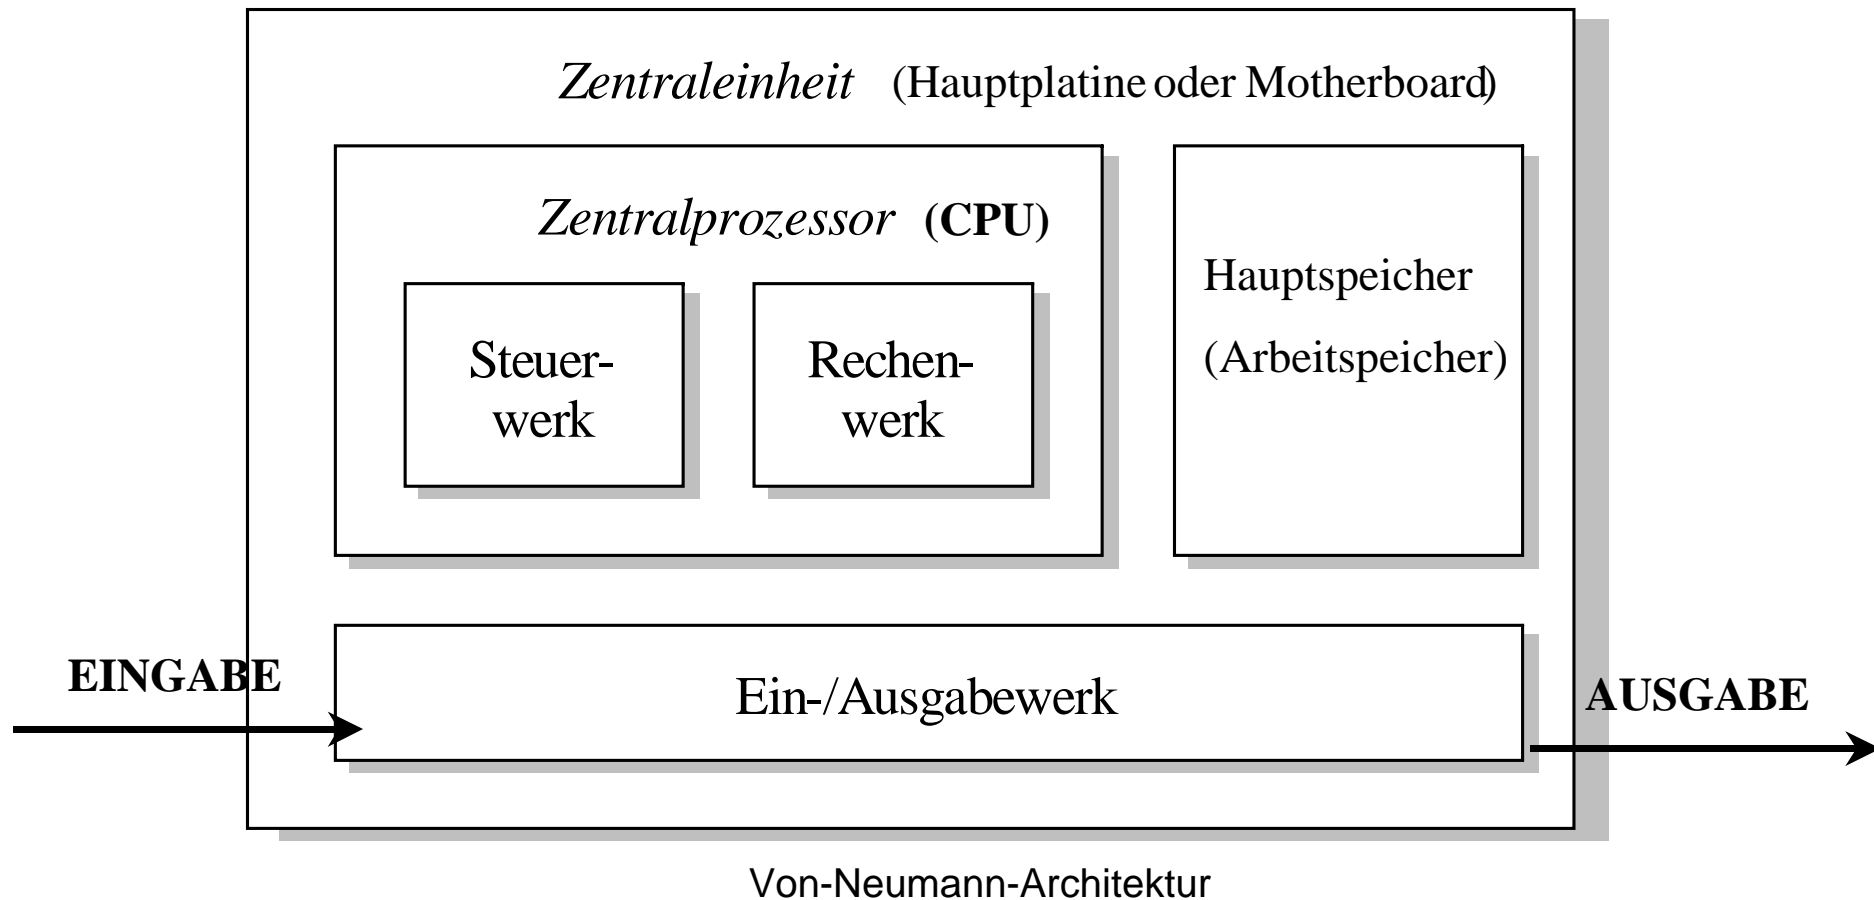 Zentraleinheit (Hauptplatine oder Motherboard)
Zentralprozessor (CPU)
Steuer-
werk
Rechen-
werk
Hauptspeicher
(Arbeitspeicher)
EINGABE
Ein-/Ausgabewerk
AUSGABE
Von-Neumann-Architektur